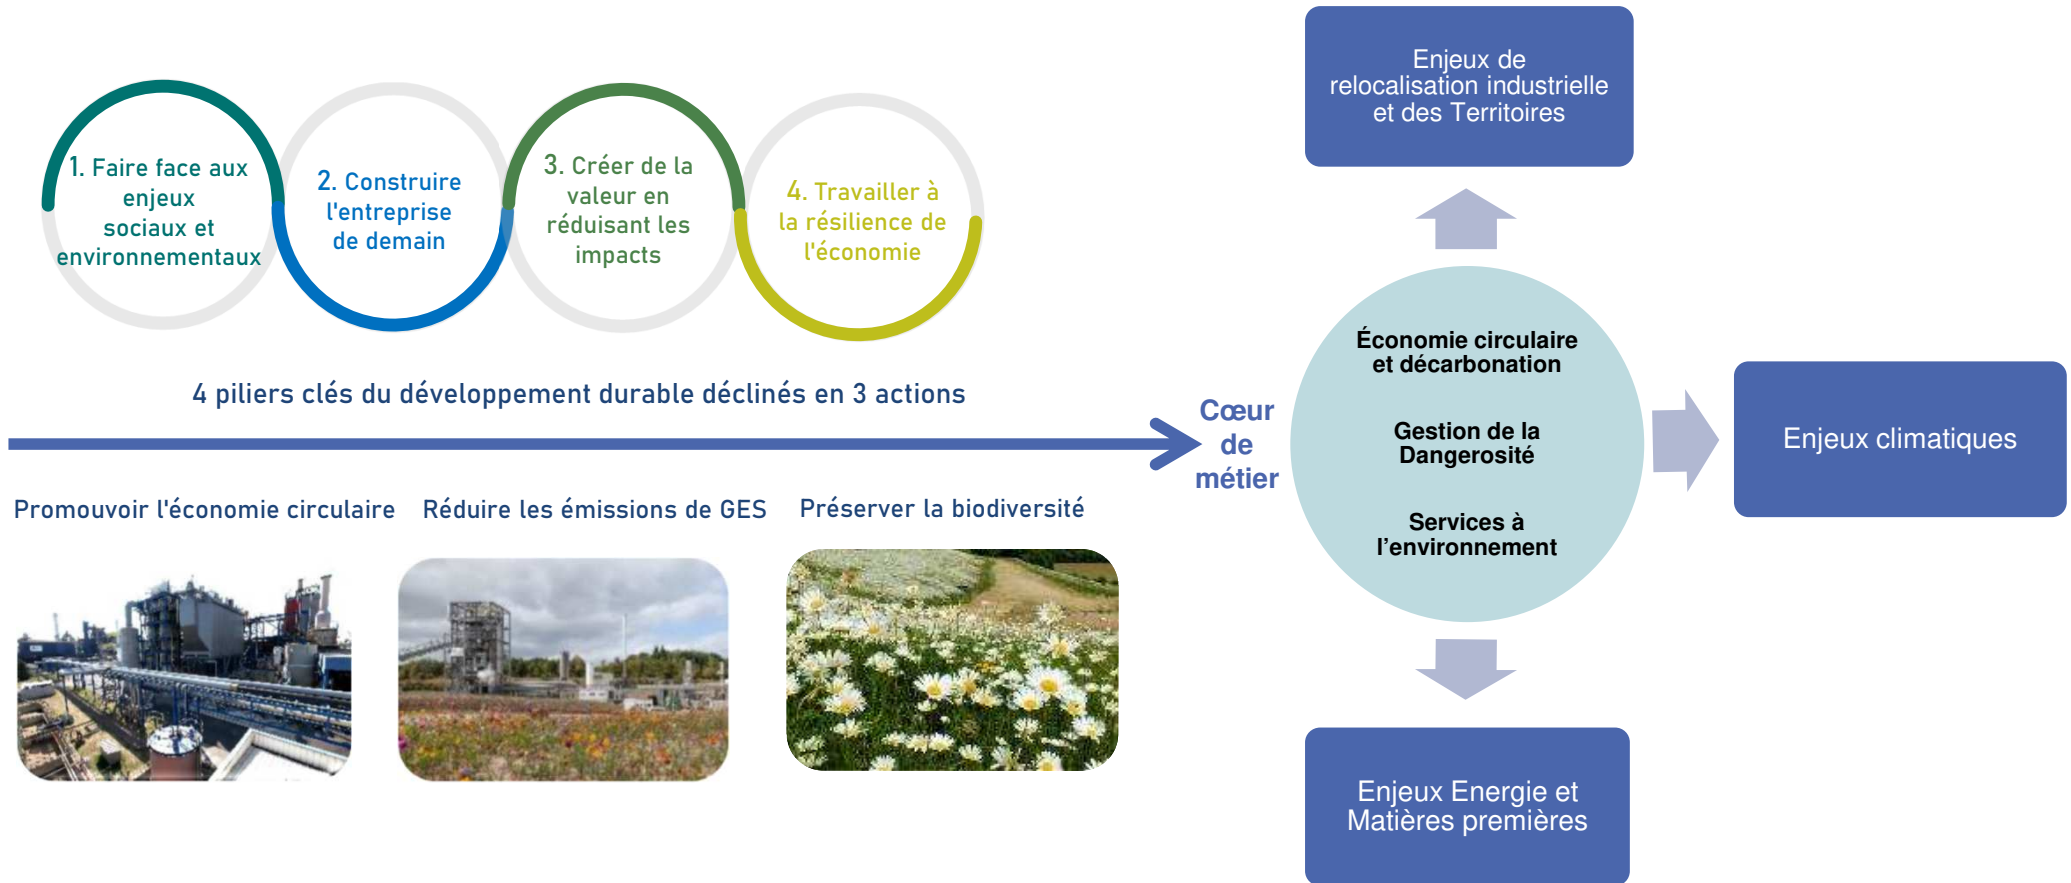 1. Faire face aux
enjeux
sociaux et
environnementaux
2. Construire
l'entreprise
de demain
3. Créer de la
valeur en
réduisant les
impacts
4. Travailler à
la résilience de
l'économie
4 piliers clés du développement durable déclinés en 3 actions
Promouvoir l'économie circulaire
Réduire les émissions de GES
Préserver la biodiversité
Cœur
de
métier
Économie circulaire
et décarbonation
Gestion de la
Dangerosité
Services à
l’environnement
Enjeux de
relocalisation industrielle
et des Territoires
Enjeux climatiques
Enjeux Energie et
Matières premières